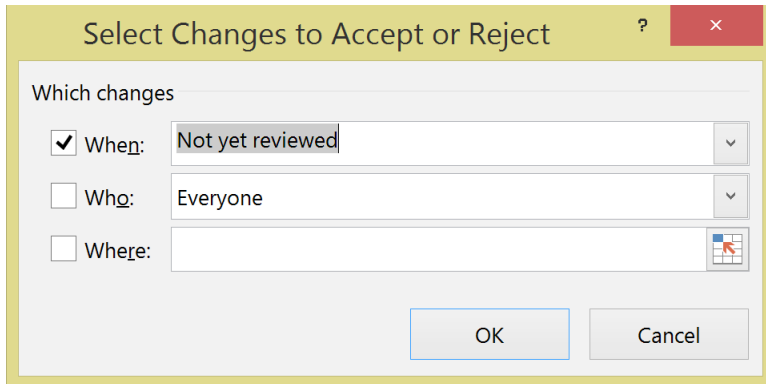 Select Changes to Accept or Reject ? ×
Which changes
When: Not yet reviewed
Who: Everyone
Where:
OK Cancel